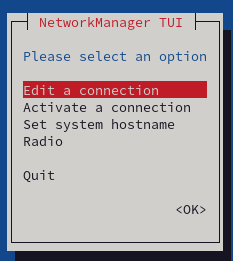 NetworkManager TUI
Please select an option
Edit a connection
Activate a connection
Set system hostname
Radio
Quit
<OK>